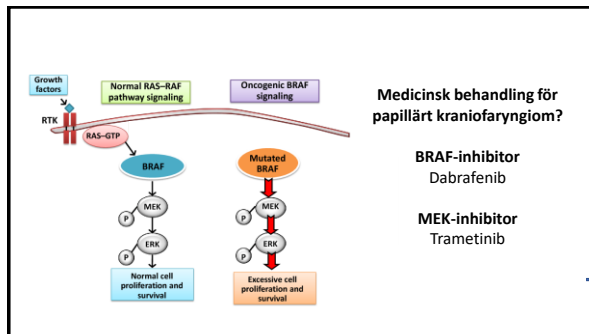 Growth
factors
RTK
RAS–GTP
Normal RAS–RAF
pathway signaling
BRAF
MEK
P
ERK
P
Normal cell
proliferation and
survival
Oncogenic BRAF
signaling
Mutated
BRAF
MEK
P
ERK
P
Excessive cell
proliferation and
survival
Medicinsk behandling för
papillärt kraniofaryngiom?
BRAF-inhibitor
Dabrafenib
MEK-inhibitor
Trametinib